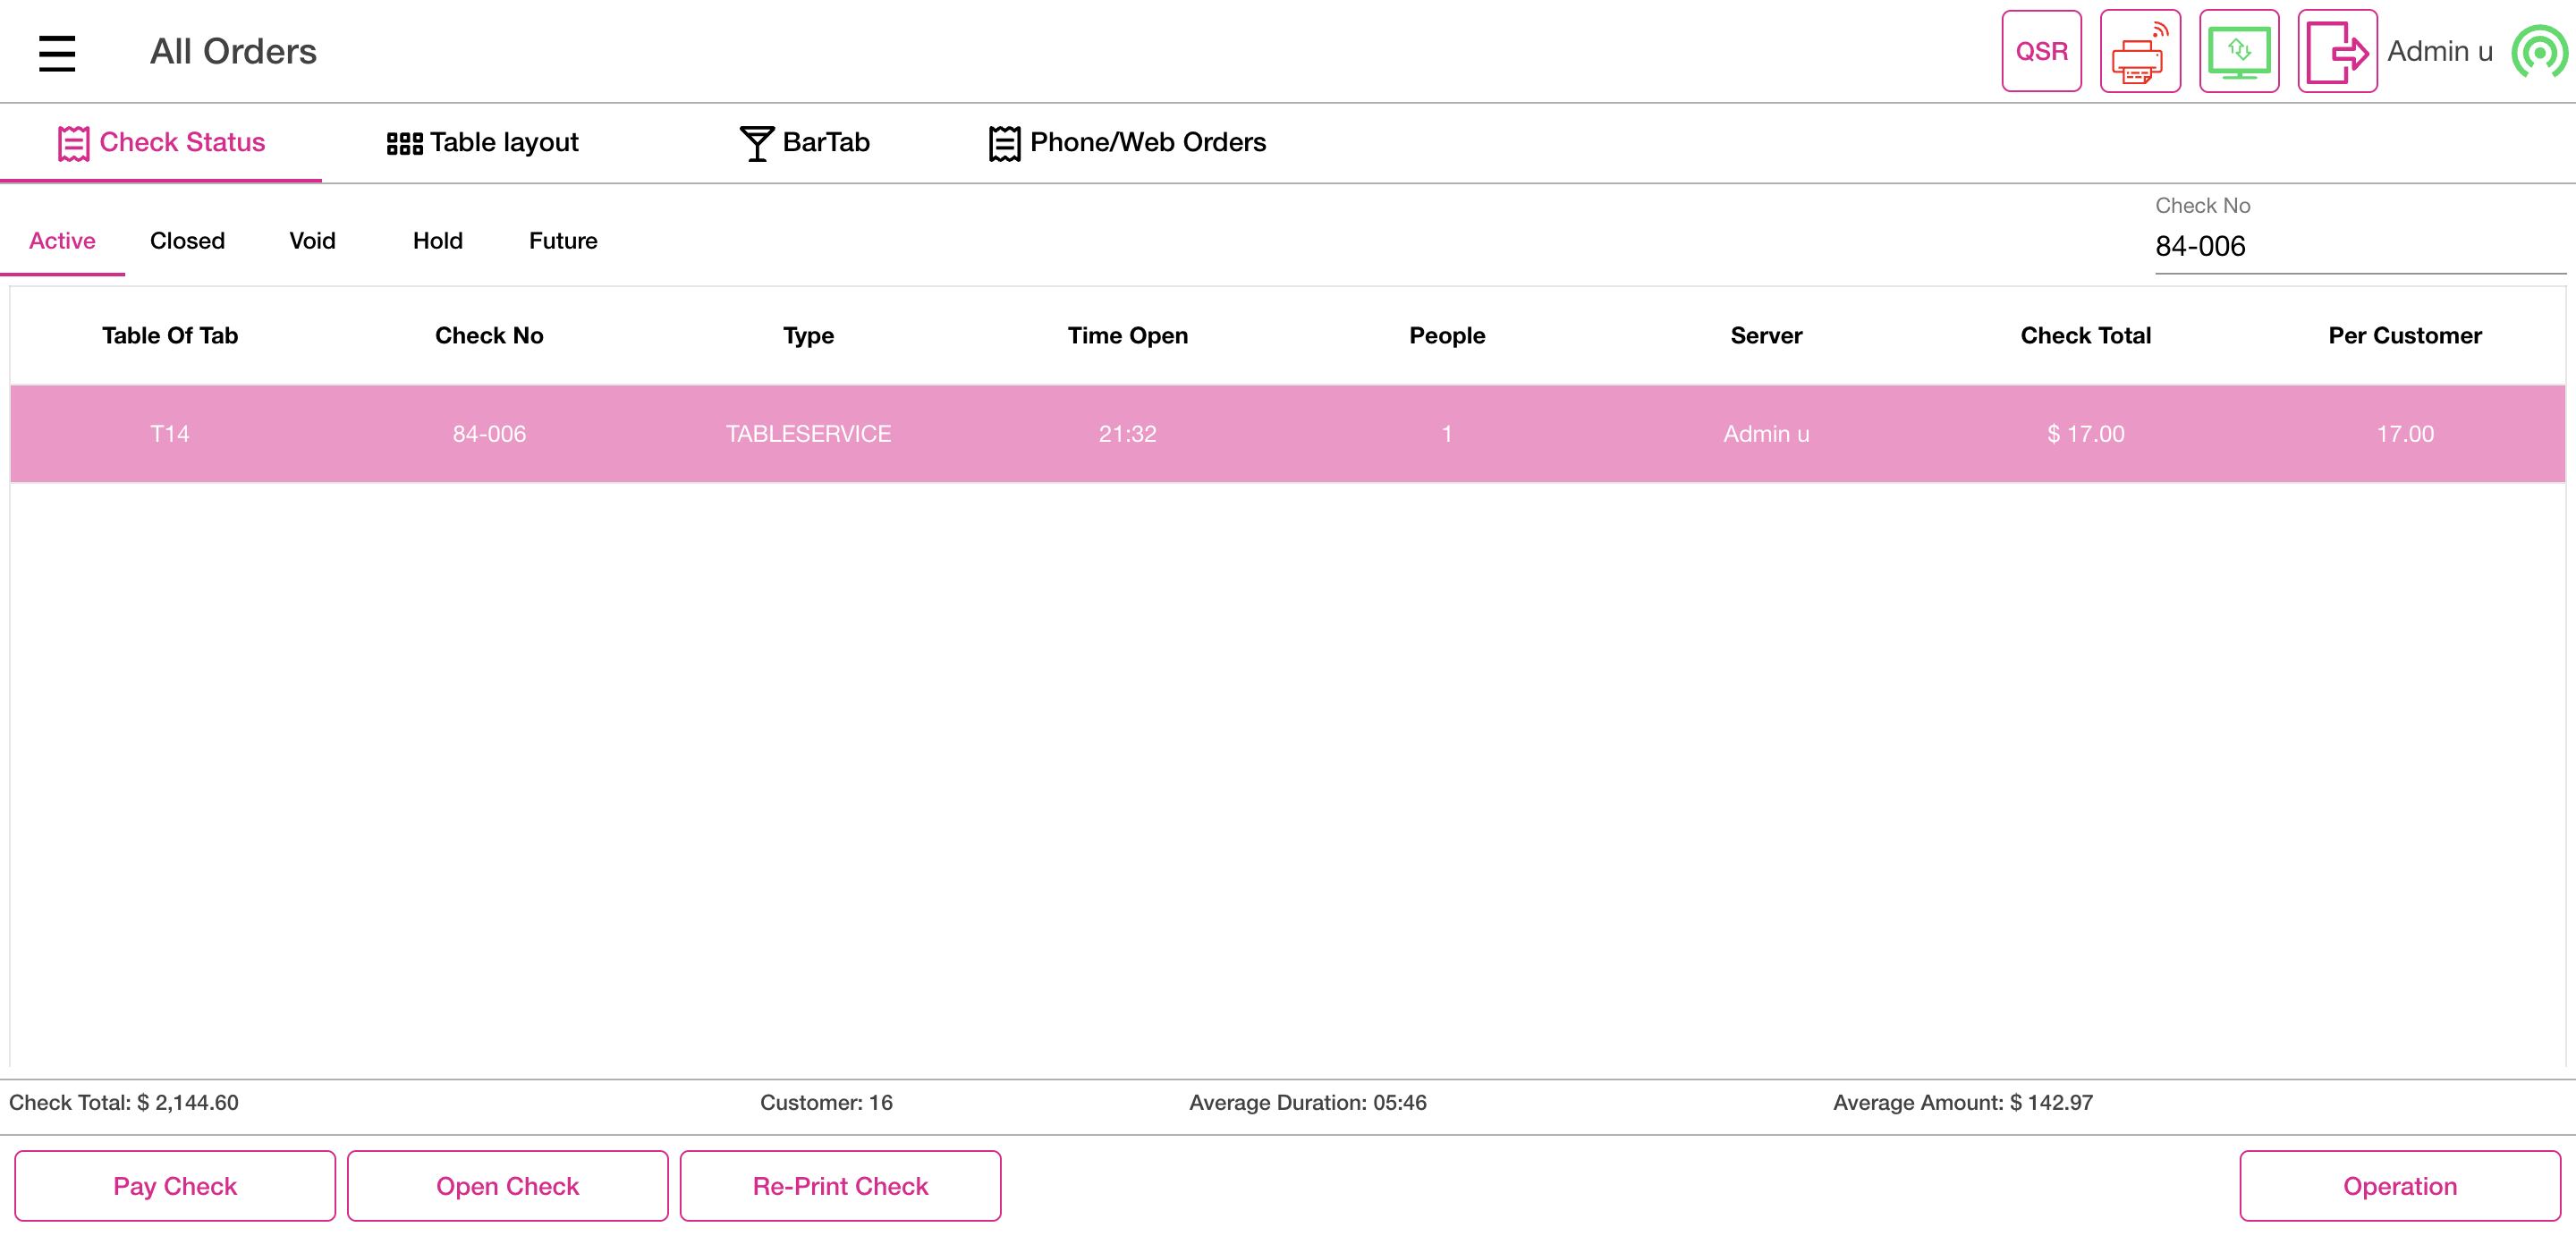 All Orders
QSR
Admin u
Check Status
Table layout
BarTab
Phone/Web Orders
Active
Closed
Void
Hold
Future
Check No
84-006
Table Of Tab Check No Type Time Open People Server Check Total Per Customer
T14 84-006 TABLESERVICE 21:32 1 Admin u $ 17.00 17.00
Check Total: $ 2,144.60 Customer: 16 Average Duration: 05:46 Average Amount: $ 142.97
Pay Check
Open Check
Re-Print Check
Operation